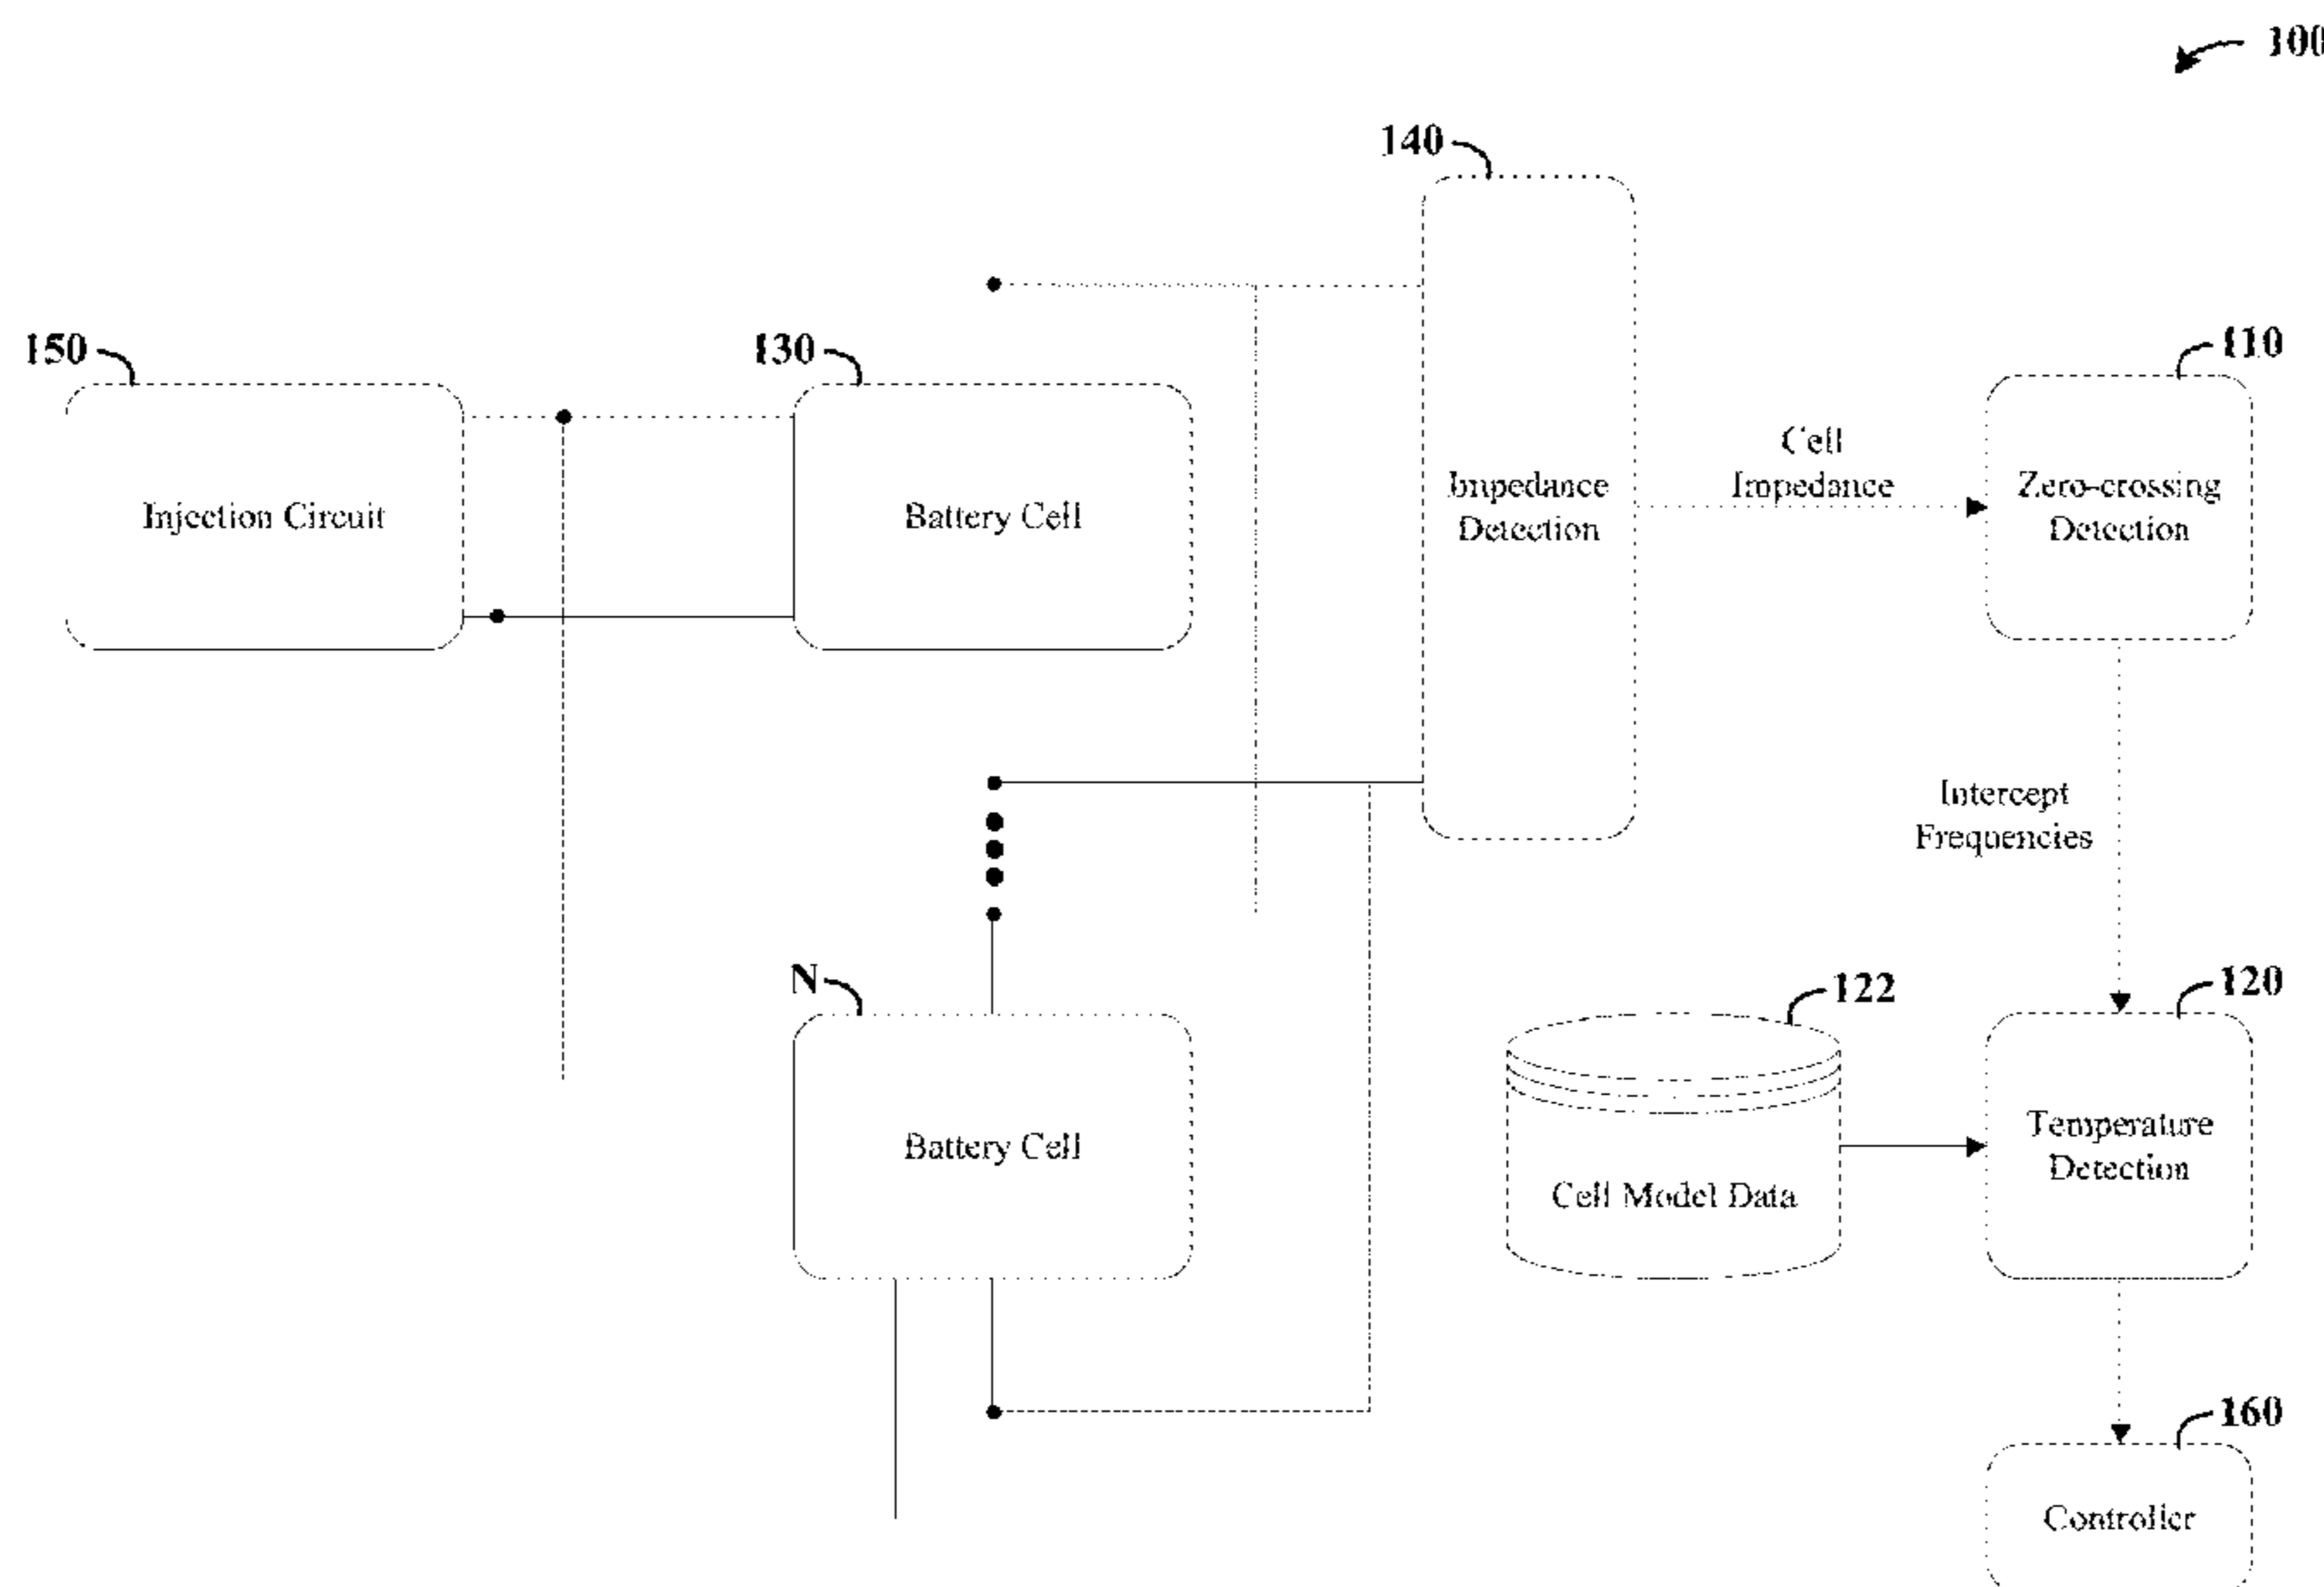 100
140
150
130
110
Injection Circuit
Battery Cell
Impedance
Detection
Cell
Impedance
Zero-crossing
Detection
Intercept
Frequencies
N
122
120
Battery Cell
Cell Model Data
Temperature
Detection
160
Controller